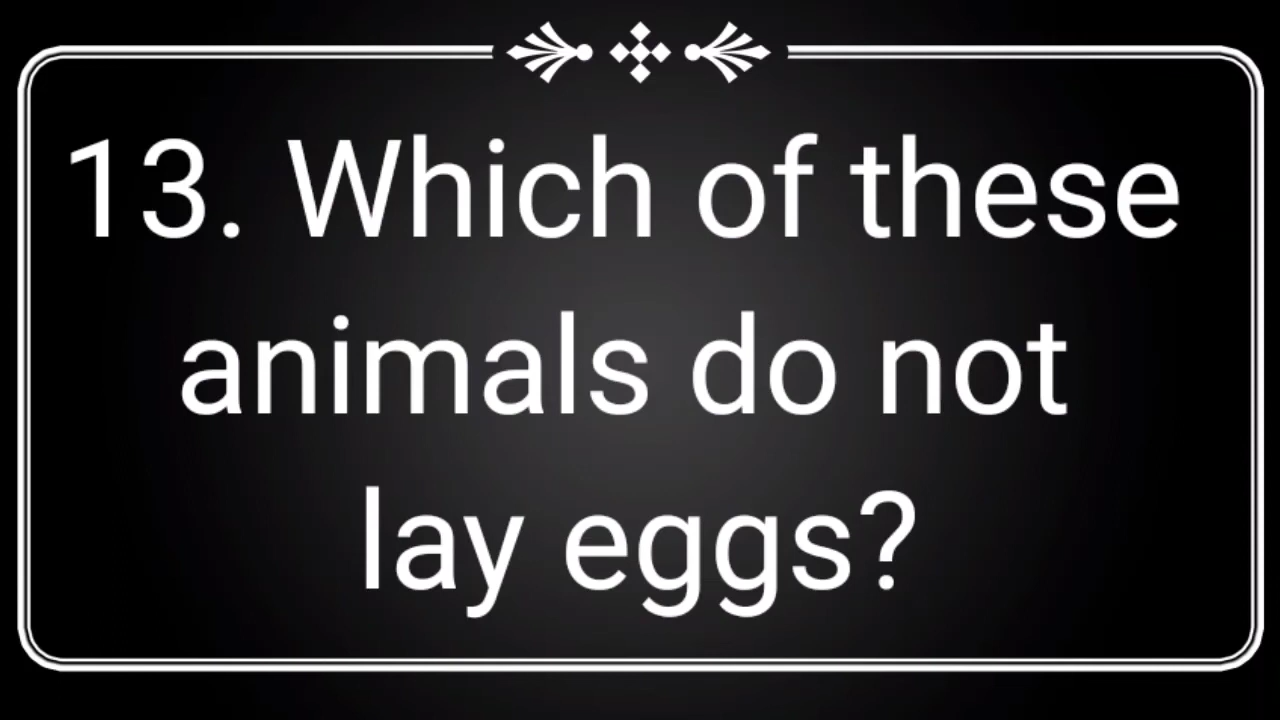 13. Which of these
animals do not
lay eggs?